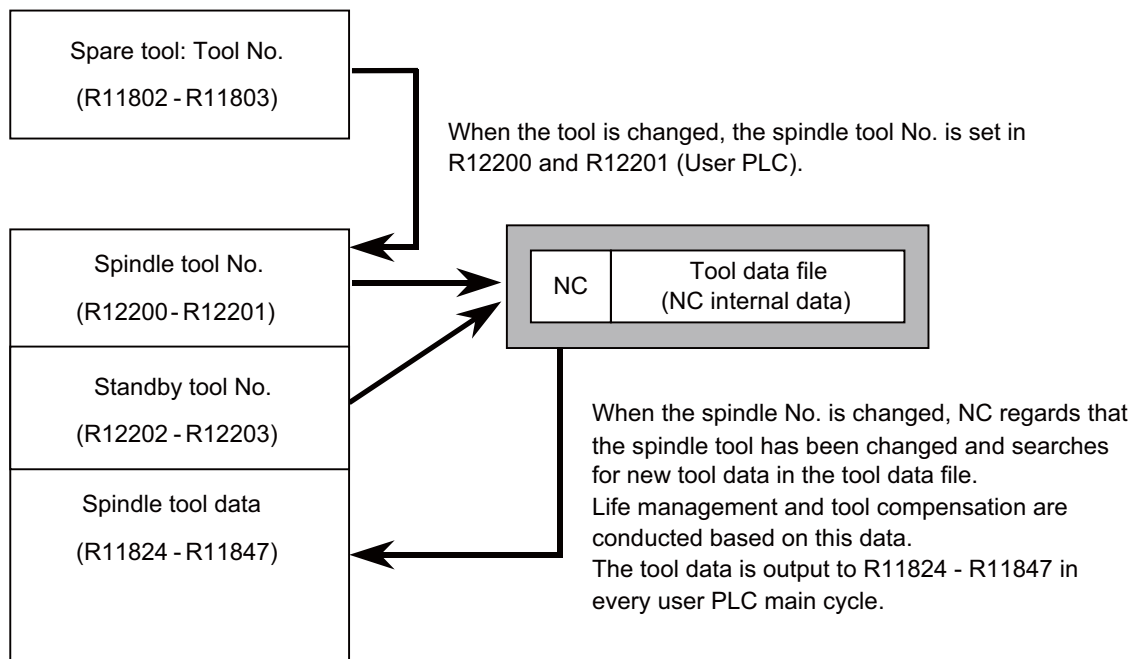 Spare tool: Tool No.
(R11802 - R11803)
When the tool is changed, the spindle tool No. is set in
R12200 and R12201 (User PLC).
Spindle tool No.
(R12200 - R12201)
NC
Tool data file
(NC internal data)
Standby tool No.
(R12202 - R12203)
When the spindle No. is changed, NC regards that
the spindle tool has been changed and searches
for new tool data in the tool data file.
Life management and tool compensation are
conducted based on this data.
The tool data is output to R11824 - R11847 in
every user PLC main cycle.
Spindle tool data
(R11824 - R11847)